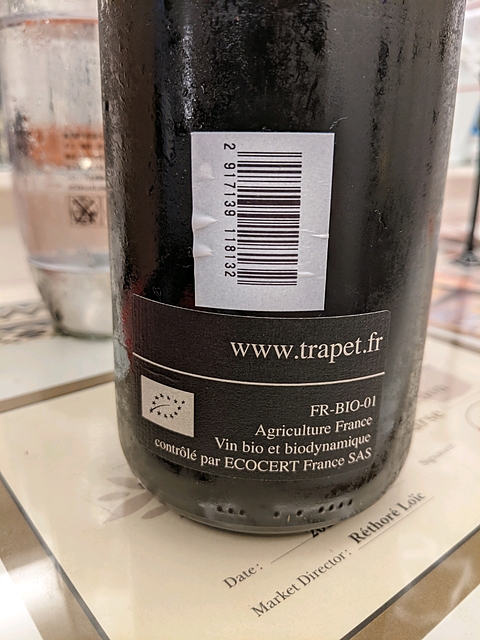 2 917139 118132
www.trapet.fr
FR-BIO-01
Agriculture France
Vin bio et biodynamique
contrôlé par ECOCERT France SAS
Date:
Market Director: Réthoré Loïc